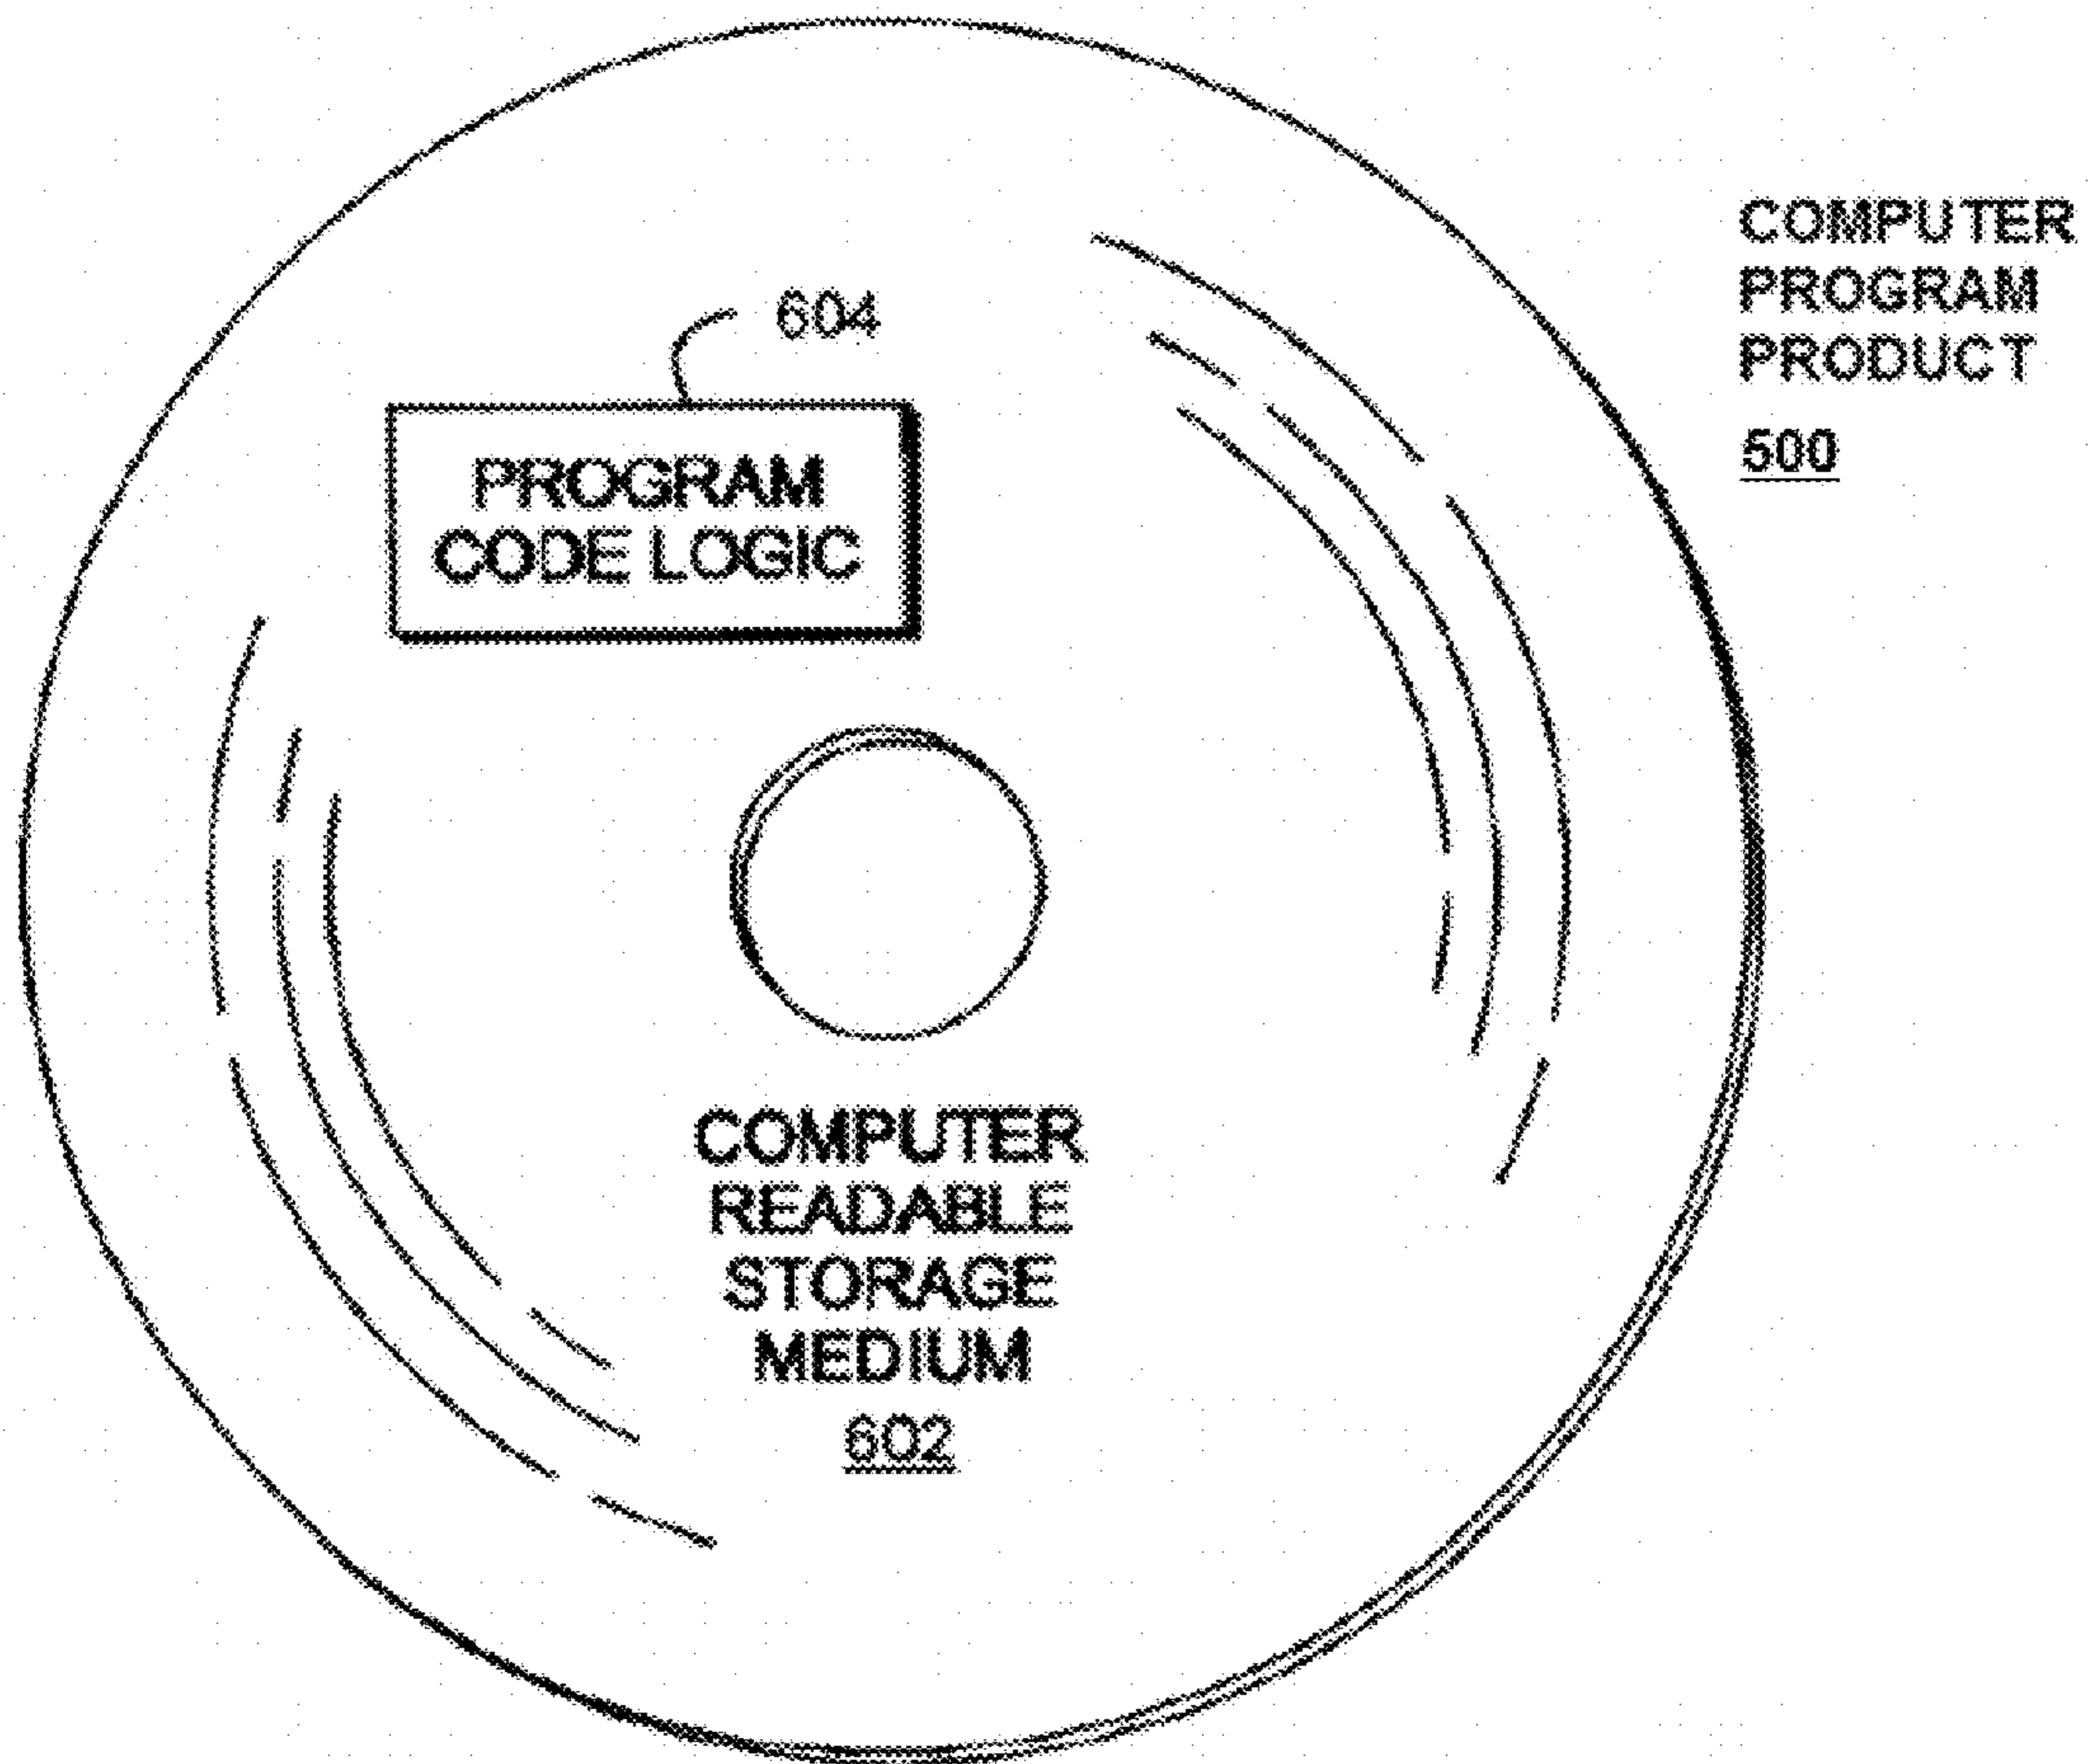 COMPUTER
PROGRAM
PRODUCT
500
604
PROGRAM
CODE LOGIC
COMPUTER
READABLE
STORAGE
MEDIUM
602